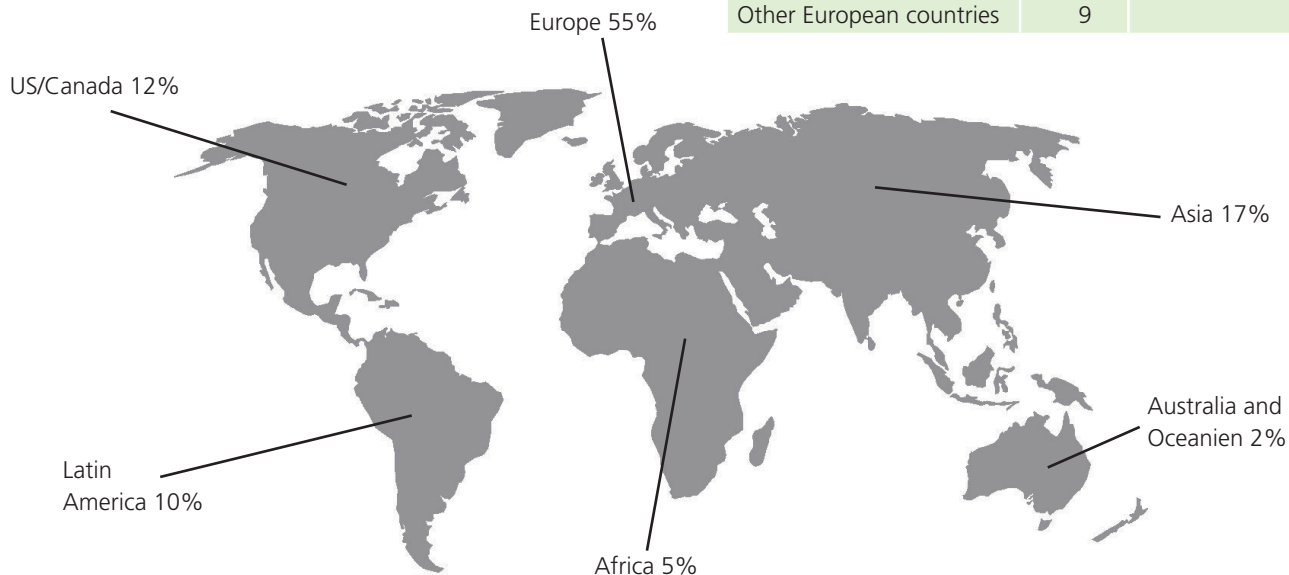 Other European countries 9
Europe 55%
US/Canada 12%
Asia 17%
Australia and
Oceanien 2%
Latin
America 10%
Africa 5%